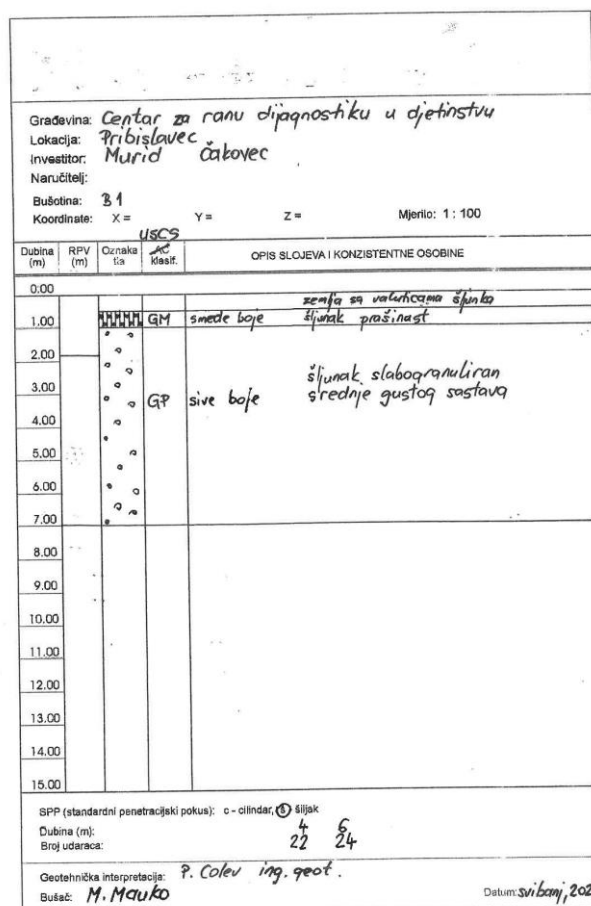 Građevina: Centar za ranu dijagnostiku u djetinstvu
Lokacija: Pribislavec
Investitor: Murid Čakovec
Naručitelj:
Bušotina: B1
Koordinate: X = Y = Z = Mjerilo: 1 : 100
USCS
Dubina (m) RPV (m) Oznaka tla AC klasif. OPIS SLOJEVA I KONZISTENTNE OSOBINE
0.00
zemlja sa valuticama šljunka
1.00 GM smeđe boje šljunak prašinast
2.00
šljunak slabogranuliran
3.00 GP sive boje srednje gustog sastava
4.00
5.00
6.00
7.00
8.00
9.00
10.00
11.00
12.00
13.00
14.00
15.00
SPP (standardni penetracijski pokus): c - cilindar, š šiljak
Dubina (m): 4 6
Broj udaraca: 22 24
Geotehnička interpretacija: P. Colev ing. geot.
Bušač: M. Mauko Datum: svibanj, 202